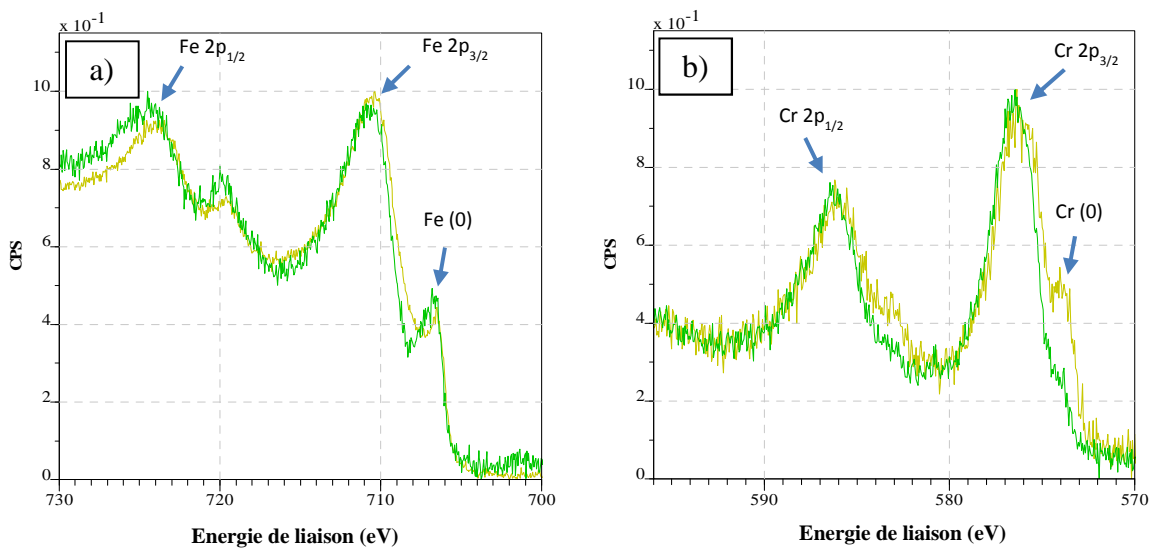 x 10⁻¹
a)
Fe 2p₁/₂
Fe 2p₃/₂
Fe (0)
10
8
6
4
2
0
CPS
730
720
710
700
Energie de liaison (eV)
x 10⁻¹
b)
Cr 2p₃/₂
Cr 2p₁/₂
Cr (0)
10
8
6
4
2
0
CPS
590
580
570
Energie de liaison (eV)